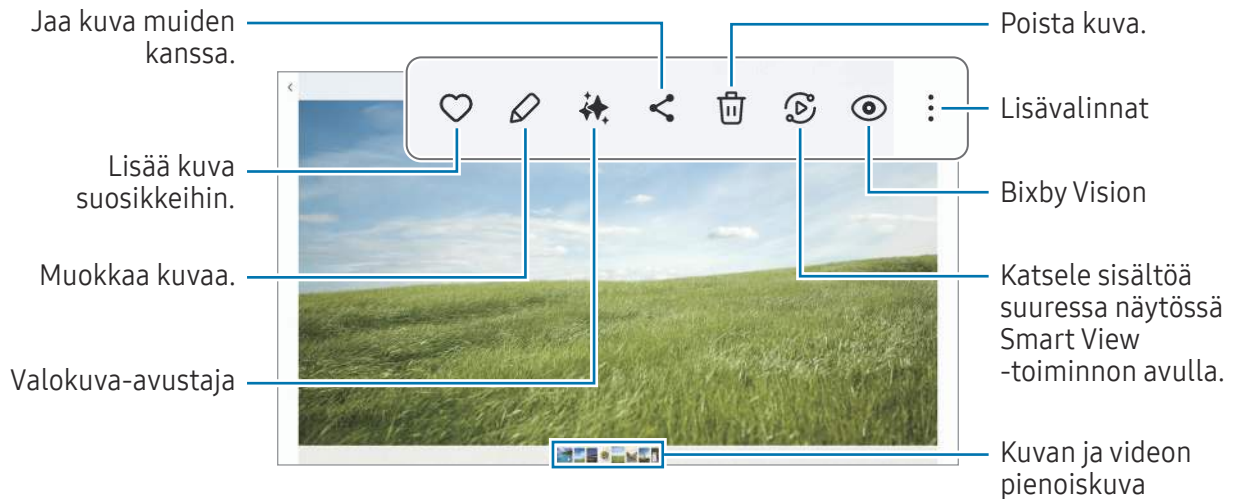 Jaa kuva muiden
kanssa.
Lisää kuva
suosikkeihin.
Muokkaa kuvaa.
Valokuva-avustaja
Poista kuva.
Lisävalinnat
Bixby Vision
Katsele sisältöä
suuressa näytössä
Smart View
-toiminnon avulla.
Kuvan ja videon
pienoiskuva